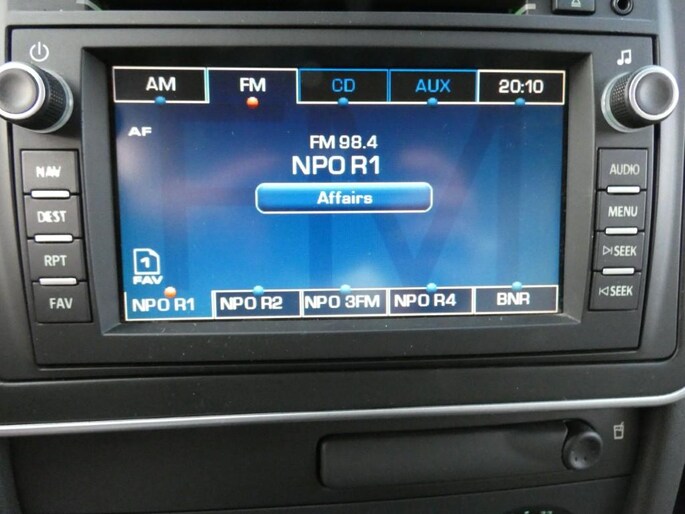 AM FM CD AUX 20:10
AF
FM 98.4
NPO R1
Affairs
1
FAV
NPO R1 NPO R2 NPO 3FM NPO R4 BNR
NAV
DEST
RPT
FAV
AUDIO
MENU
SEEK
SEEK
FM